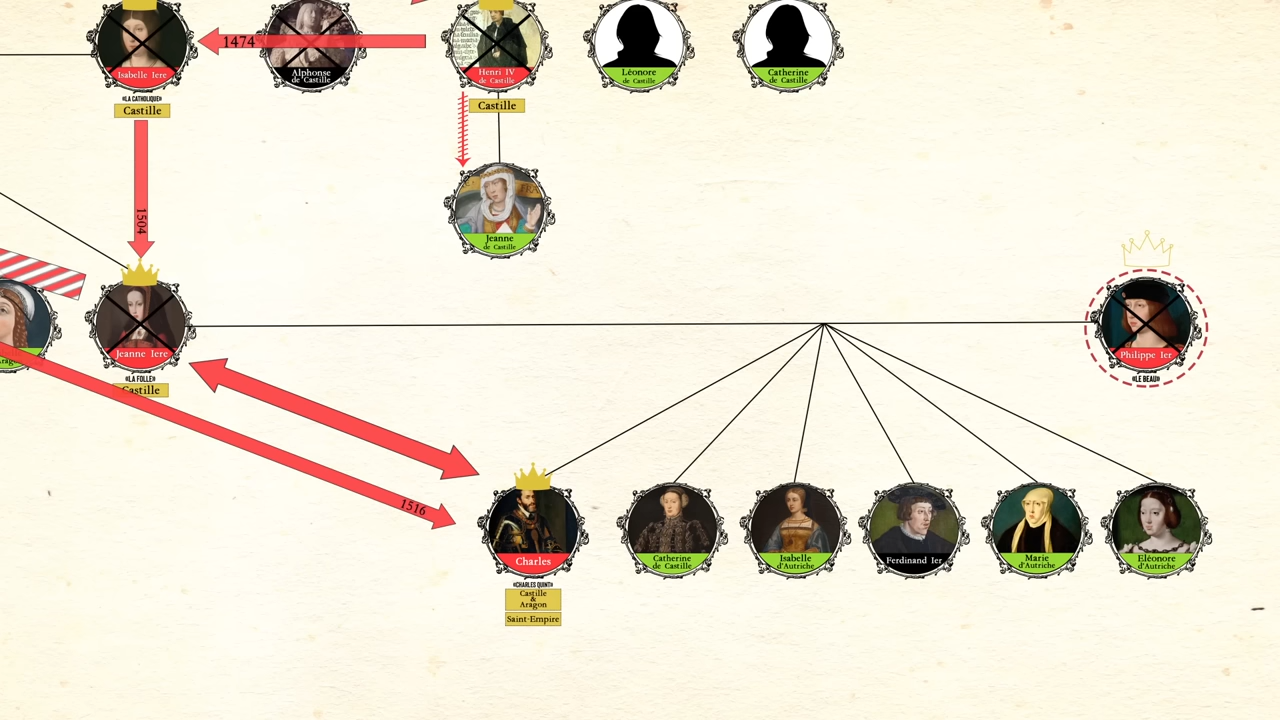 1474
Isabelle Iere
«LA CATHOLIQUE»
Castille
Alphonse
de Castille
Henri IV
de Castille
Castille
Léonore
de Castille
Catherine
de Castille
1504
Jeanne
de Castille
Jeanne Iere
«LA FOLLE»
Castille
Philippe Ier
«LE BEAU»
1516
Charles
«CHARLES QUINT»
Castille
&
Aragon
Saint-Empire
Catherine
de Castille
Isabelle
d'Autriche
Ferdinand Ier
Marie
d'Autriche
Eléonore
d'Autriche